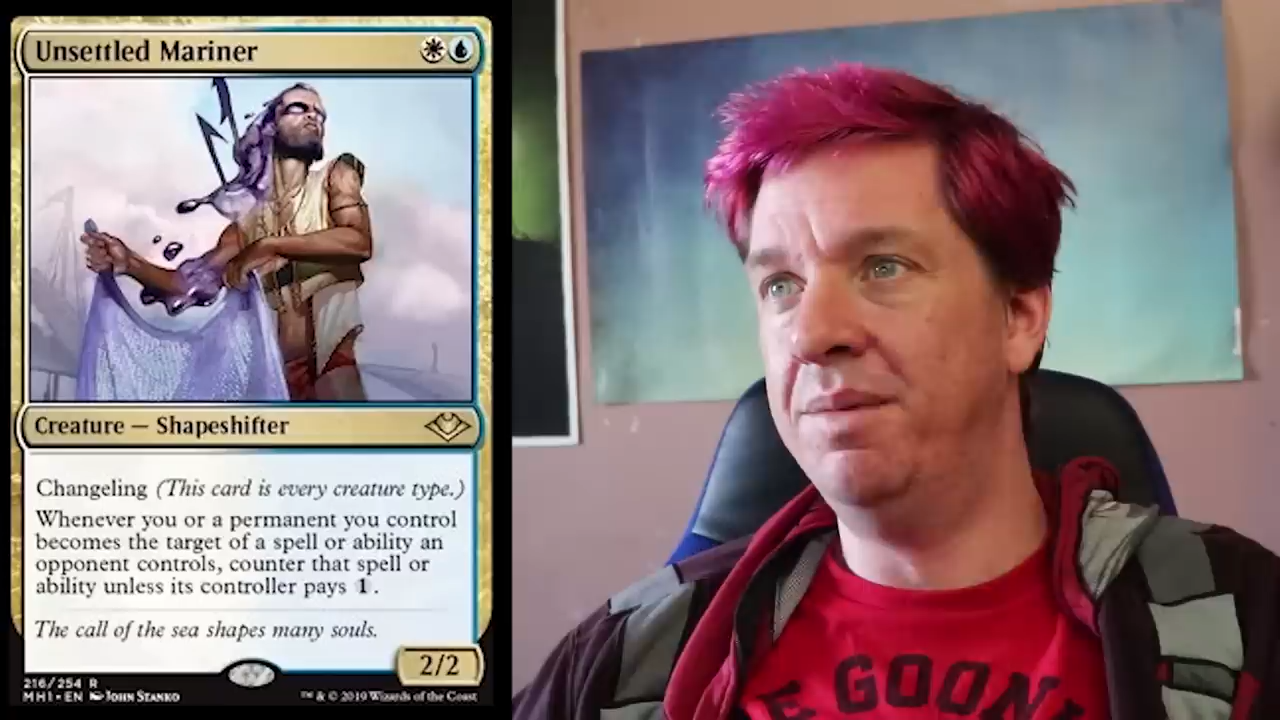 Unsettled Mariner
Creature — Shapeshifter
Changeling (This card is every creature type.)
Whenever you or a permanent you control
becomes the target of a spell or ability an
opponent controls, counter that spell or
ability unless its controller pays 1.
The call of the sea shapes many souls.
2/2
216/254 R
MH1 • EN JOHN STANKO
™ & © 2019 Wizards of the Coast
GOON